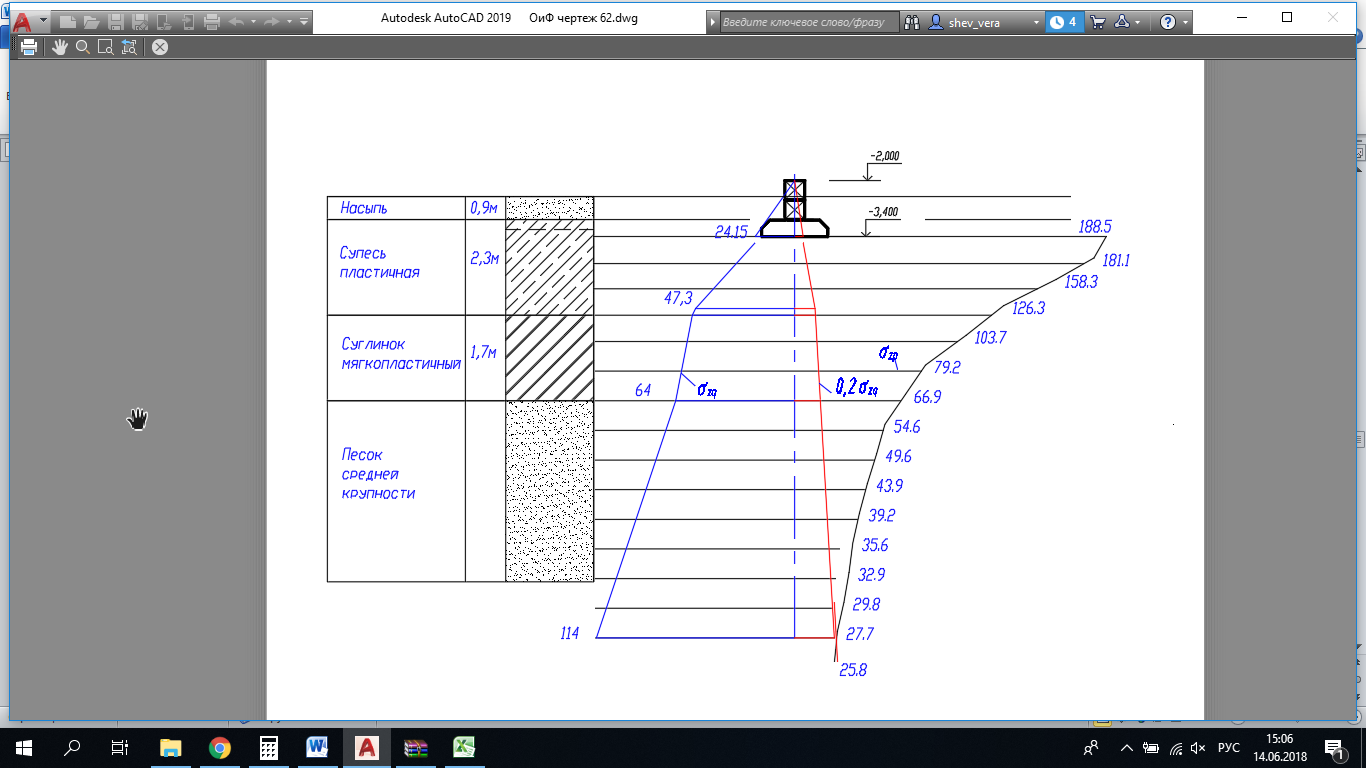 Autodesk AutoCAD 2019 ОиФ чертеж 62.dwg
Введите ключевое слово/фразу
shev_vera
4
-2,000
Насыпь 0,9м
-3,400
24.15
188.5
Супесь
пластичная
2,3м
181.1
158.3
47,3
126.3
103.7
Суглинок
мягкопластичный
1,7м
σzp
79.2
64
σzq
0,2σzq
66.9
54.6
Песок
средней
крупности
49.6
43.9
39.2
35.6
32.9
29.8
114
27.7
25.8
РУС
15:06
14.06.2018
1